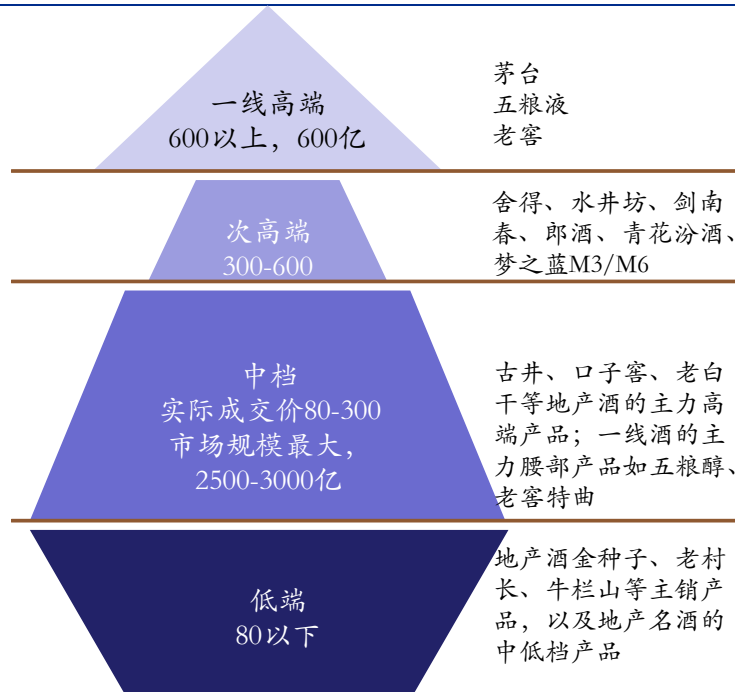 一线高端
600以上，600亿
茅台
五粮液
老窖
次高端
300-600
舍得、水井坊、剑南
春、郎酒、青花汾酒、
梦之蓝M3/M6
中档
实际成交价80-300
市场规模最大，
2500-3000亿
古井、口子窖、老白
干等地产酒的主力高
端产品；一线酒的主
力腰部产品如五粮醇、
老窖特曲
低端
80以下
地产酒金种子、老村
长、牛栏山等主销产
品，以及地产名酒的
中低档产品